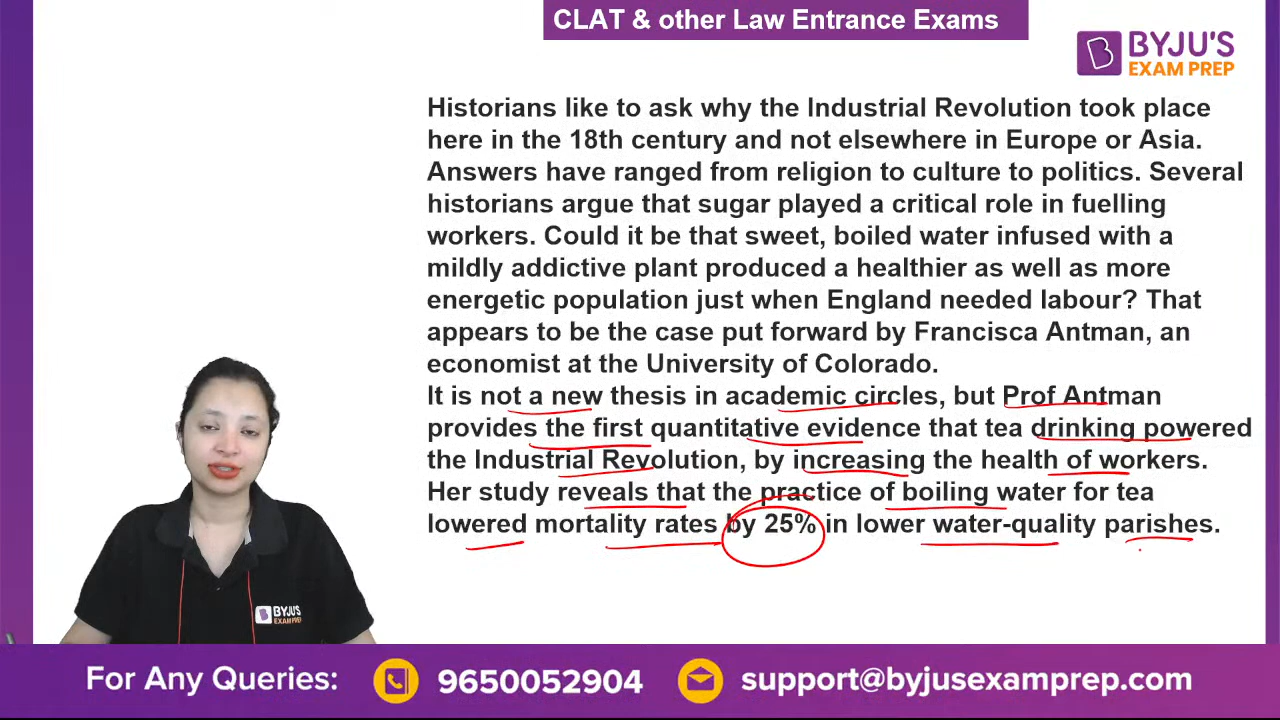 CLAT & other Law Entrance Exams
BYJU'S
EXAM PREP
Historians like to ask why the Industrial Revolution took place
here in the 18th century and not elsewhere in Europe or Asia.
Answers have ranged from religion to culture to politics. Several
historians argue that sugar played a critical role in fuelling
workers. Could it be that sweet, boiled water infused with a
mildly addictive plant produced a healthier as well as more
energetic population just when England needed labour? That
appears to be the case put forward by Francisca Antman, an
economist at the University of Colorado.
It is not a new thesis in academic circles, but Prof Antman
provides the first quantitative evidence that tea drinking powered
the Industrial Revolution, by increasing the health of workers.
Her study reveals that the practice of boiling water for tea
lowered mortality rates by 25% in lower water-quality parishes.
BYJU'S
EXAM PREP
For Any Queries:
9650052904
support@byjusexamprep.com